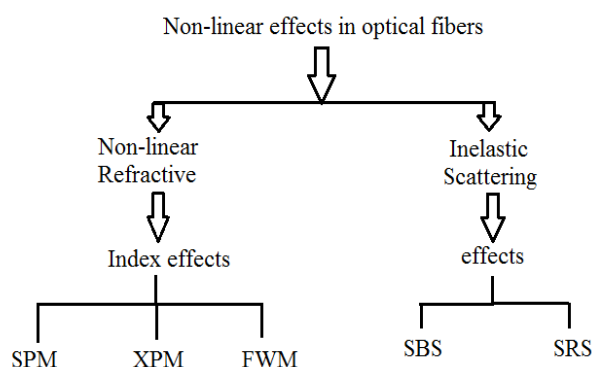 Non-linear effects in optical fibers
Non-linear
Refractive
Inelastic
Scattering
Index effects
effects
SPM
XPM
FWM
SBS
SRS